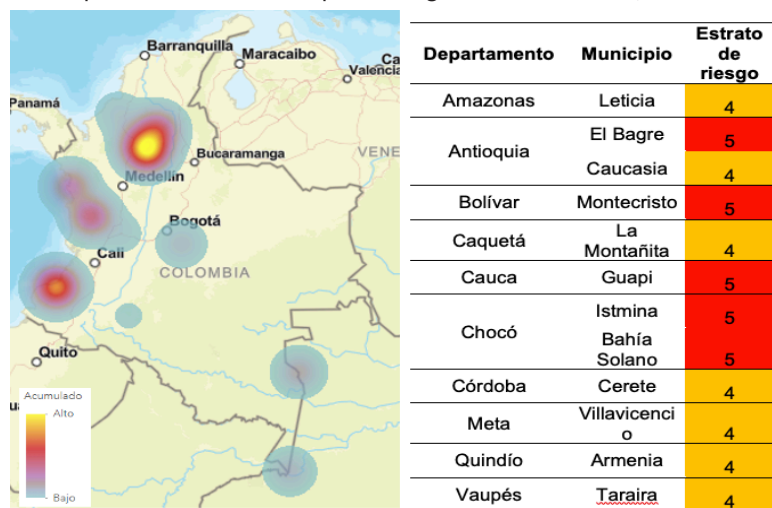 Barranquilla
Maracaibo
Ca
Valencia
Panamá
Bucaramanga
VENE
Medellín
Bogotá
Cali
COLOMBIA
Quito
Acumulado
Alto
Bajo
Departamento Municipio Estrato
de
riesgo
Amazonas Leticia 4
Antioquia El Bagre 5
Caucasia 4
Bolívar Montecristo 5
Caquetá La
Montañita 4
Cauca Guapi 5
Chocó Istmina 5
Bahía
Solano 5
Córdoba Cerete 4
Meta Villavicenci
o 4
Quindío Armenia 4
Vaupés Taraira 4